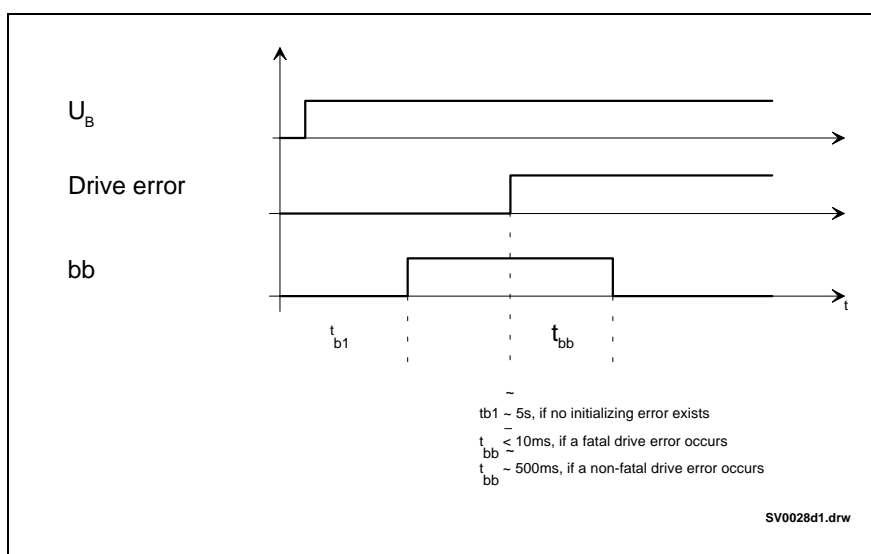 U_B
Drive error
bb
t
t_b1
t_bb
tb1 ≈ 5s, if no initializing error exists
t_bb ≤ 10ms, if a fatal drive error occurs
t_bb ≈ 500ms, if a non-fatal drive error occurs
SV0028d1.drw